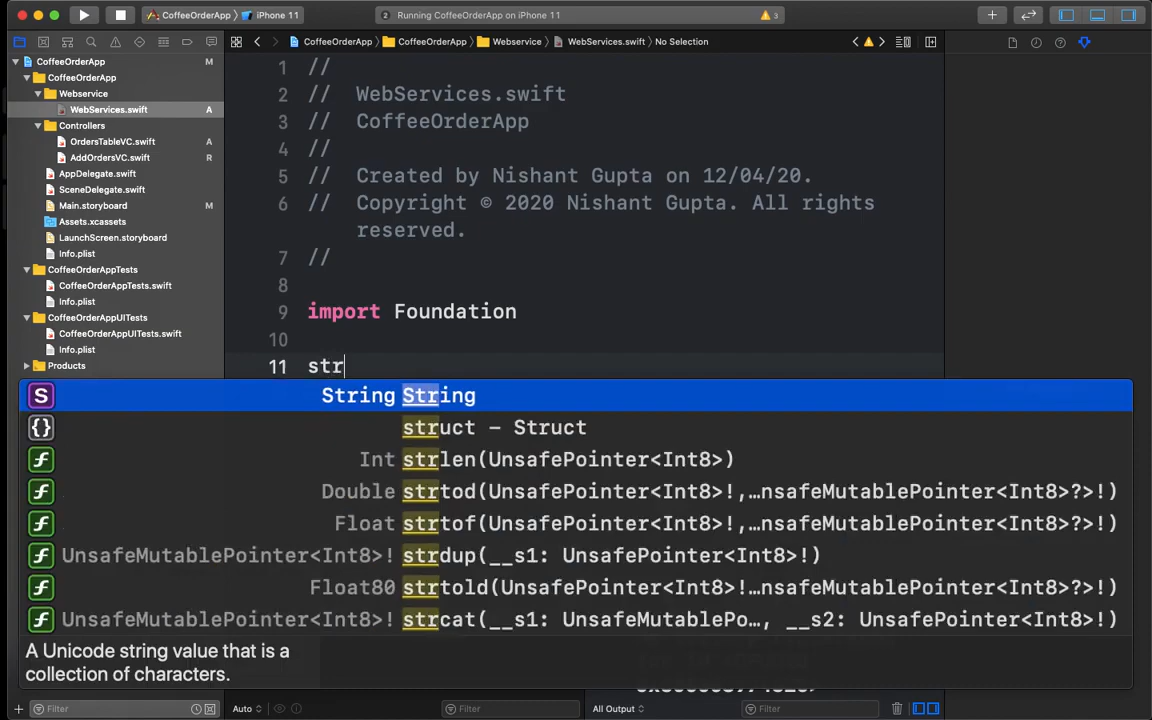 CoffeeOrderApp
iPhone 11
2 Running CoffeeOrderApp on iPhone 11
3
CoffeeOrderApp CoffeeOrderApp Webservice WebServices.swift No Selection
CoffeeOrderApp M
CoffeeOrderApp
Webservice
WebServices.swift A
Controllers
OrdersTableVC.swift A
AddOrdersVC.swift R
AppDelegate.swift
SceneDelegate.swift
Main.storyboard M
Assets.xcassets
LaunchScreen.storyboard
Info.plist
CoffeeOrderAppTests
CoffeeOrderAppTests.swift
Info.plist
CoffeeOrderAppUITests
CoffeeOrderAppUITests.swift
Info.plist
Products
1 //
2 // WebServices.swift
3 // CoffeeOrderApp
4 //
5 // Created by Nishant Gupta on 12/04/20.
6 // Copyright © 2020 Nishant Gupta. All rights
reserved.
7 //
8
9 import Foundation
10
11 str
S String String
{} struct – Struct
f Int strlen(UnsafePointer<Int8>)
f Double strtod(UnsafePointer<Int8>!,…nsafeMutablePointer<Int8>?>!)
f Float strtof(UnsafePointer<Int8>!,…nsafeMutablePointer<Int8>?>!)
f UnsafeMutablePointer<Int8>! strdup(__s1: UnsafePointer<Int8>!)
f Float80 strtold(UnsafePointer<Int8>!…nsafeMutablePointer<Int8>?>!)
f UnsafeMutablePointer<Int8>! strcat(__s1: UnsafeMutablePo…, __s2: UnsafePointer<Int8>!)
A Unicode string value that is a
collection of characters.
Filter
Auto
Filter
All Output
Filter